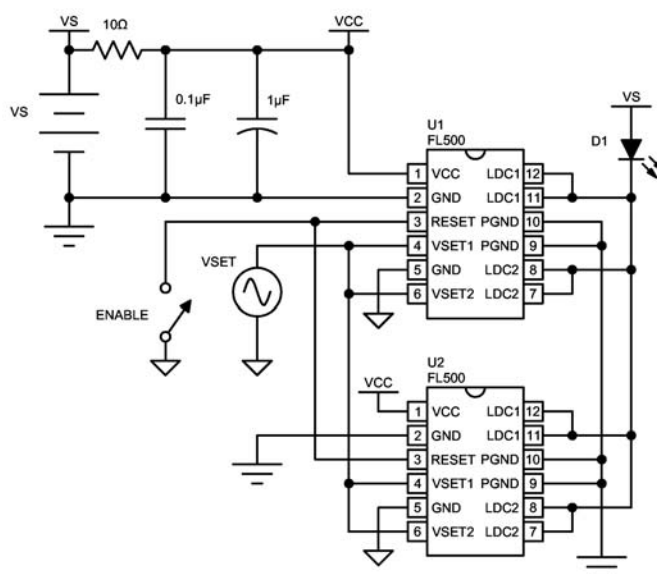 VS
10Ω
VCC
VS
0.1µF
1µF
U1
FL500
1 VCC LDC1 12
2 GND LDC1 11
3 RESET PGND 10
4 VSET1 PGND 9
5 GND LDC2 8
6 VSET2 LDC2 7
VS
D1
VSET
ENABLE
U2
FL500
VCC
1 VCC LDC1 12
2 GND LDC1 11
3 RESET PGND 10
4 VSET1 PGND 9
5 GND LDC2 8
6 VSET2 LDC2 7